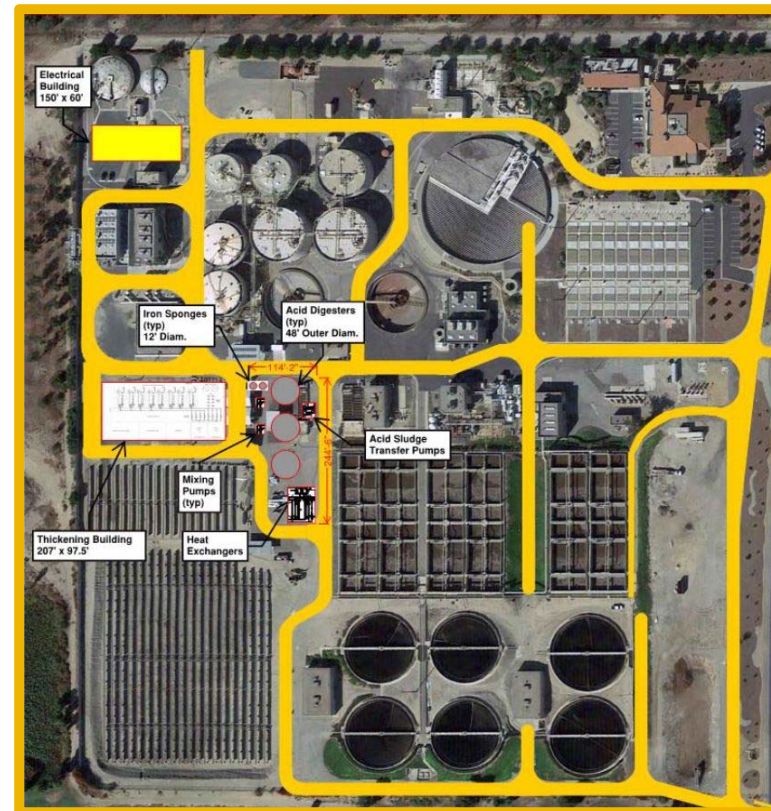 Electrical
Building
150' x 60'
Iron Sponges
(typ)
12' Diam.
Acid Digesters
(typ)
48' Outer Diam.
114'-2"
244'-6"
Acid Sludge
Transfer Pumps
Mixing
Pumps
(typ)
Thickening Building
207' x 97.5'
Heat
Exchangers